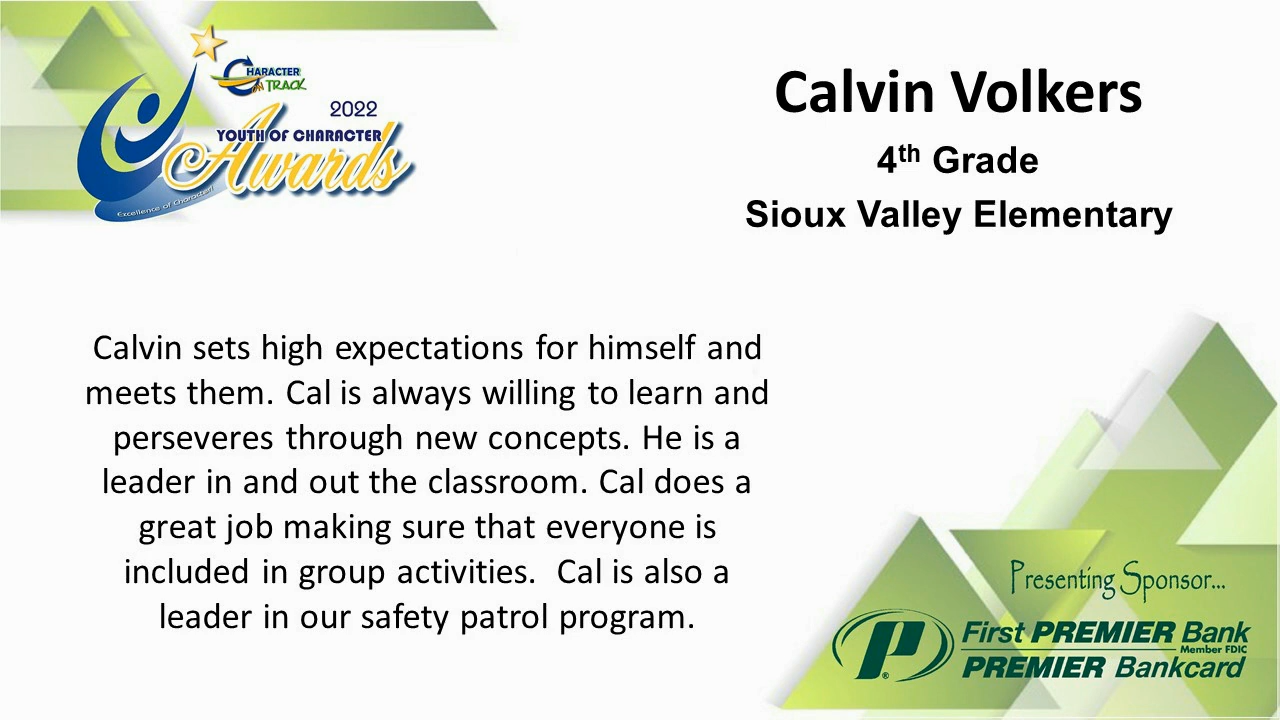 CHARACTER
ON TRACK
2022
YOUTH OF CHARACTER
Awards
Excellence of Character!
Calvin Volkers
4th Grade
Sioux Valley Elementary
Calvin sets high expectations for himself and
meets them. Cal is always willing to learn and
perseveres through new concepts. He is a
leader in and out the classroom. Cal does a
great job making sure that everyone is
included in group activities.  Cal is also a
leader in our safety patrol program.
Presenting Sponsor...
P®
First PREMIER Bank
Member FDIC
PREMIER Bankcard